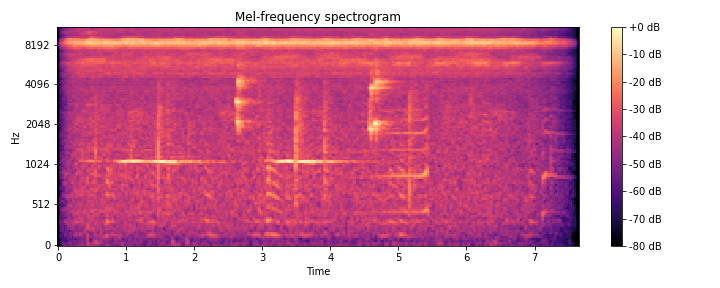 Mel-frequency spectrogram
+0 dB
8192
-10 dB
4096
-20 dB
-30 dB
2048
Hz
-40 dB
1024
-50 dB
512
-60 dB
-70 dB
0
-80 dB
0 1 2 3 4 5 6 7
Time